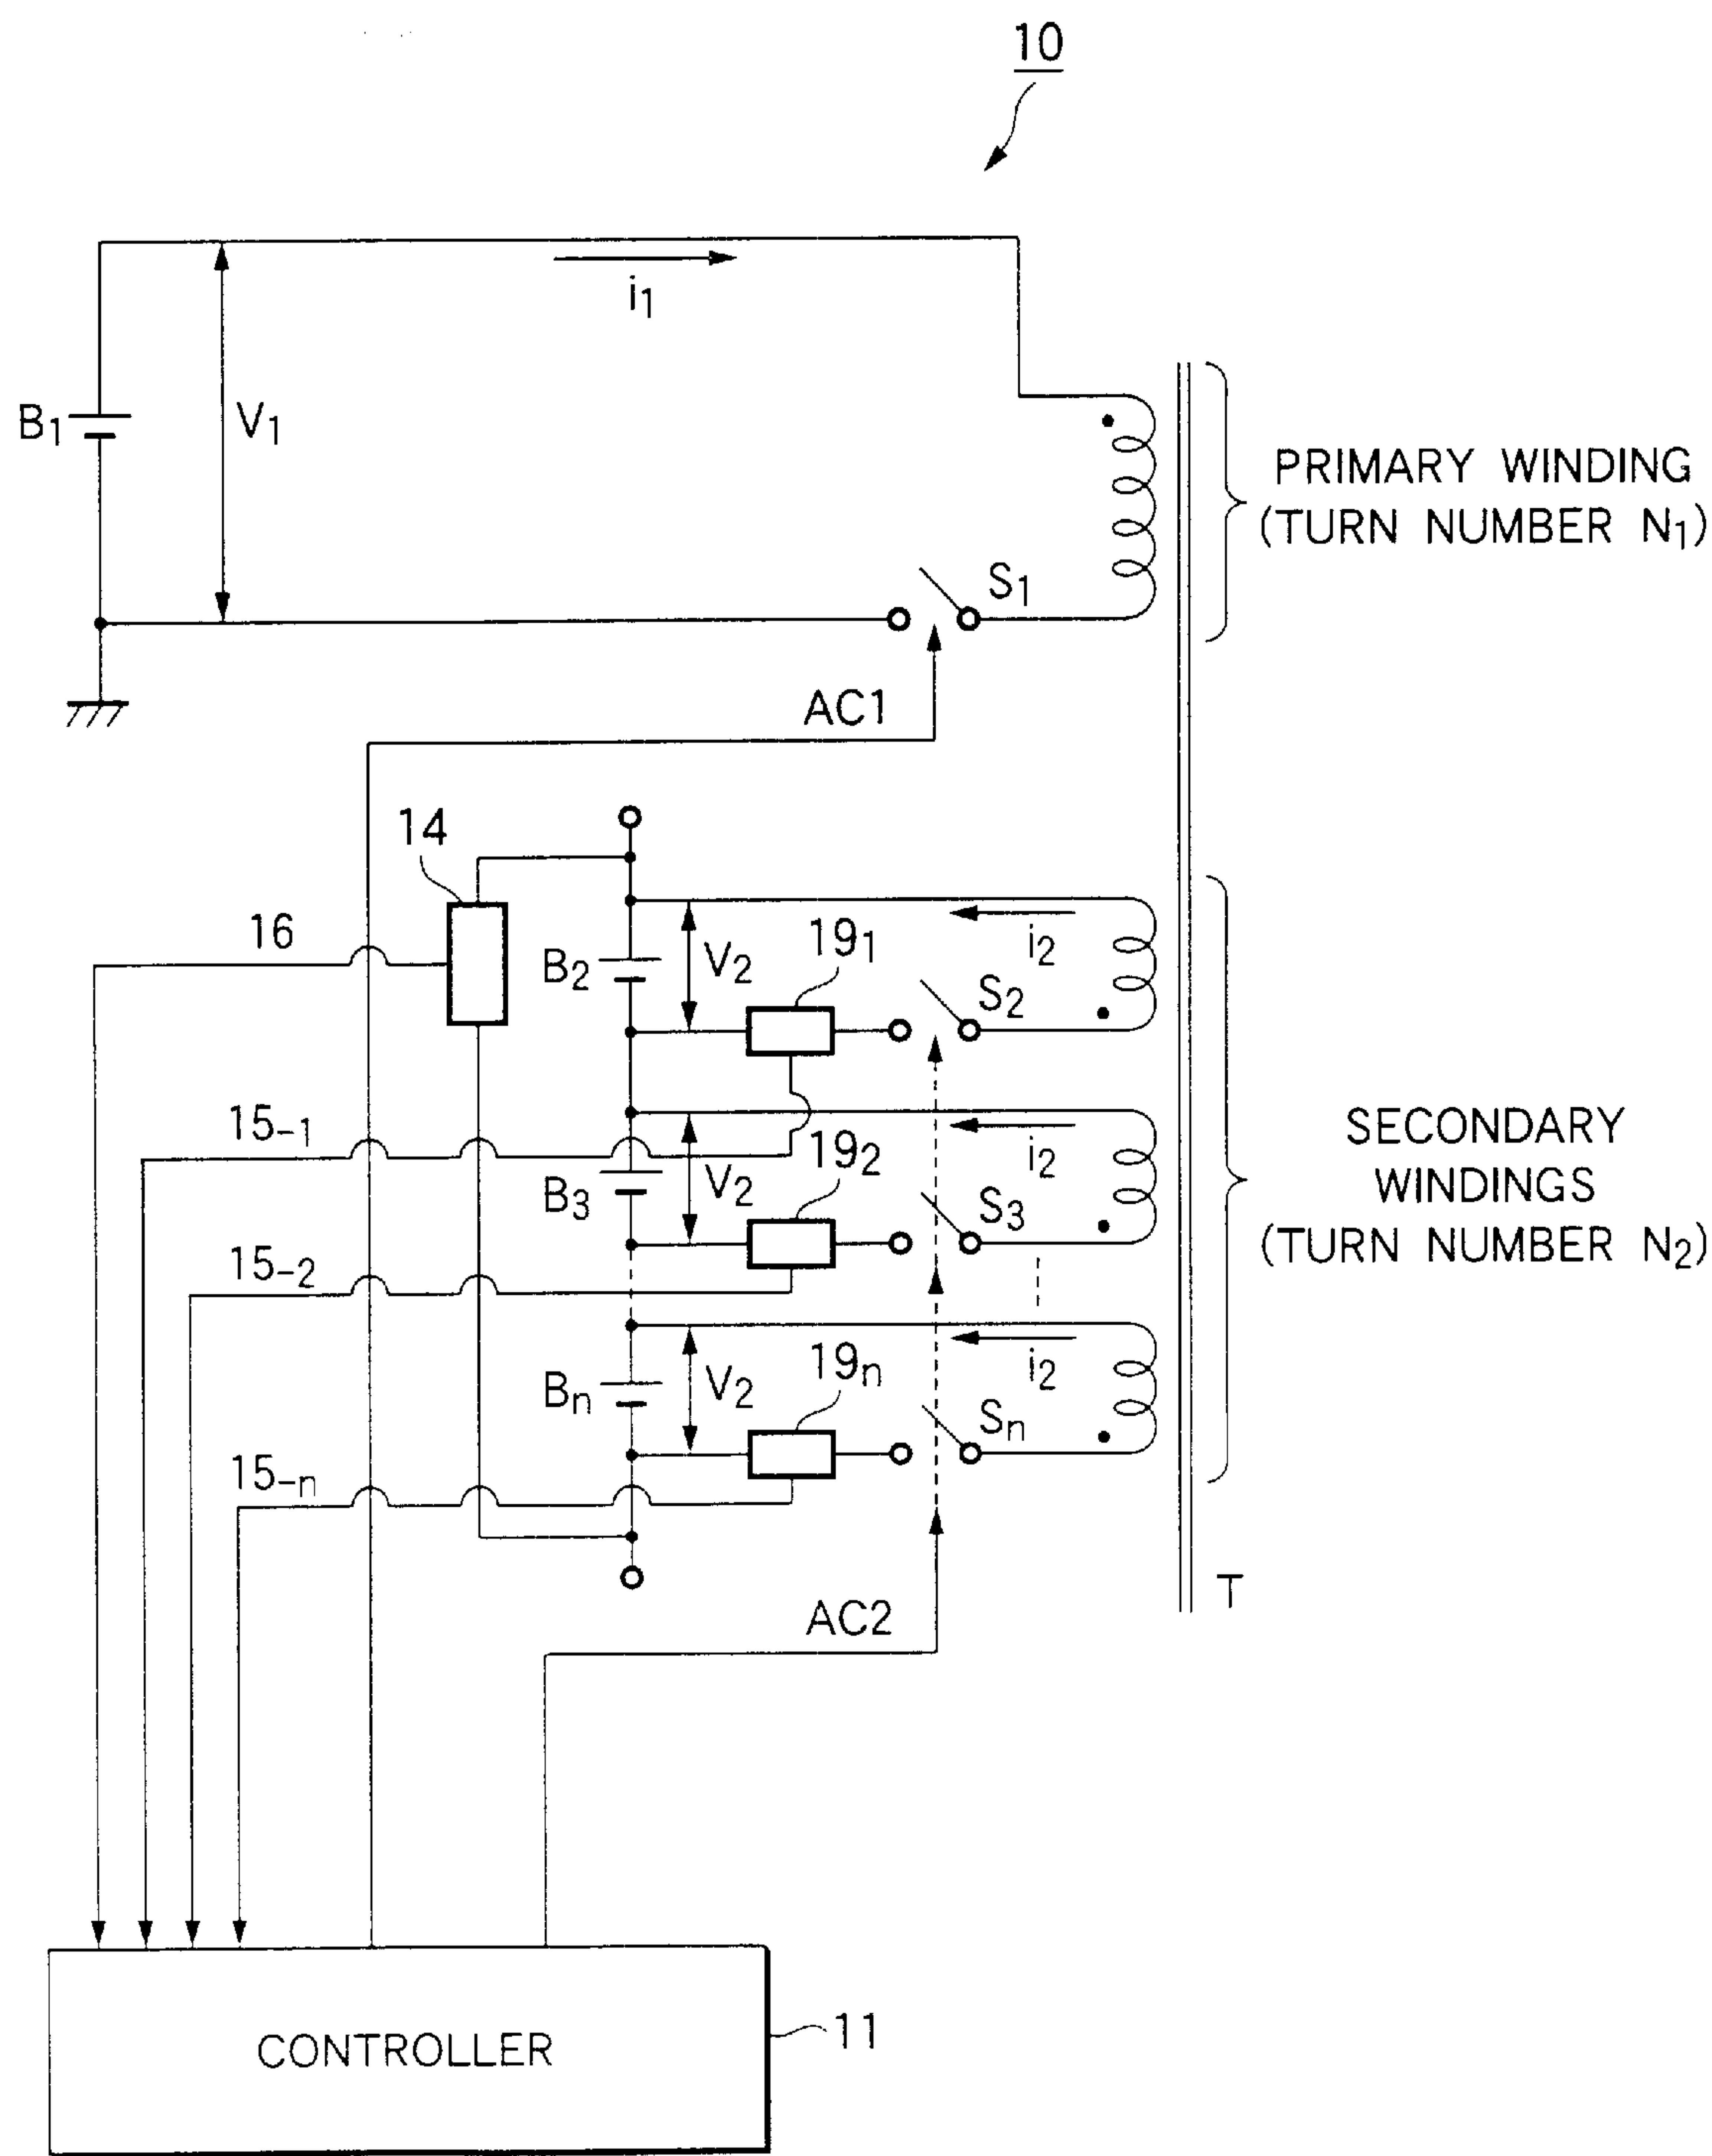 10
i₁
B₁
V₁
PRIMARY WINDING
(TURN NUMBER N₁)
S₁
AC1
14
16
B₂
V₂
19₁
i₂
S₂
15₋₁
B₃
V₂
19₂
i₂
S₃
SECONDARY
WINDINGS
(TURN NUMBER N₂)
15₋₂
Bₙ
V₂
19ₙ
i₂
Sₙ
15₋ₙ
T
AC2
CONTROLLER
11